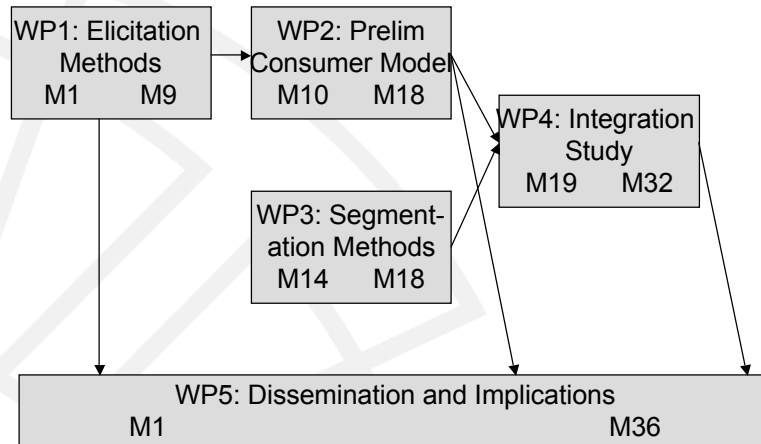 WP1: Elicitation
Methods
M1 M9
WP2: Prelim
Consumer Model
M10 M18
WP4: Integration
Study
M19 M32
WP3: Segment-
ation Methods
M14 M18
WP5: Dissemination and Implications
M1 M36